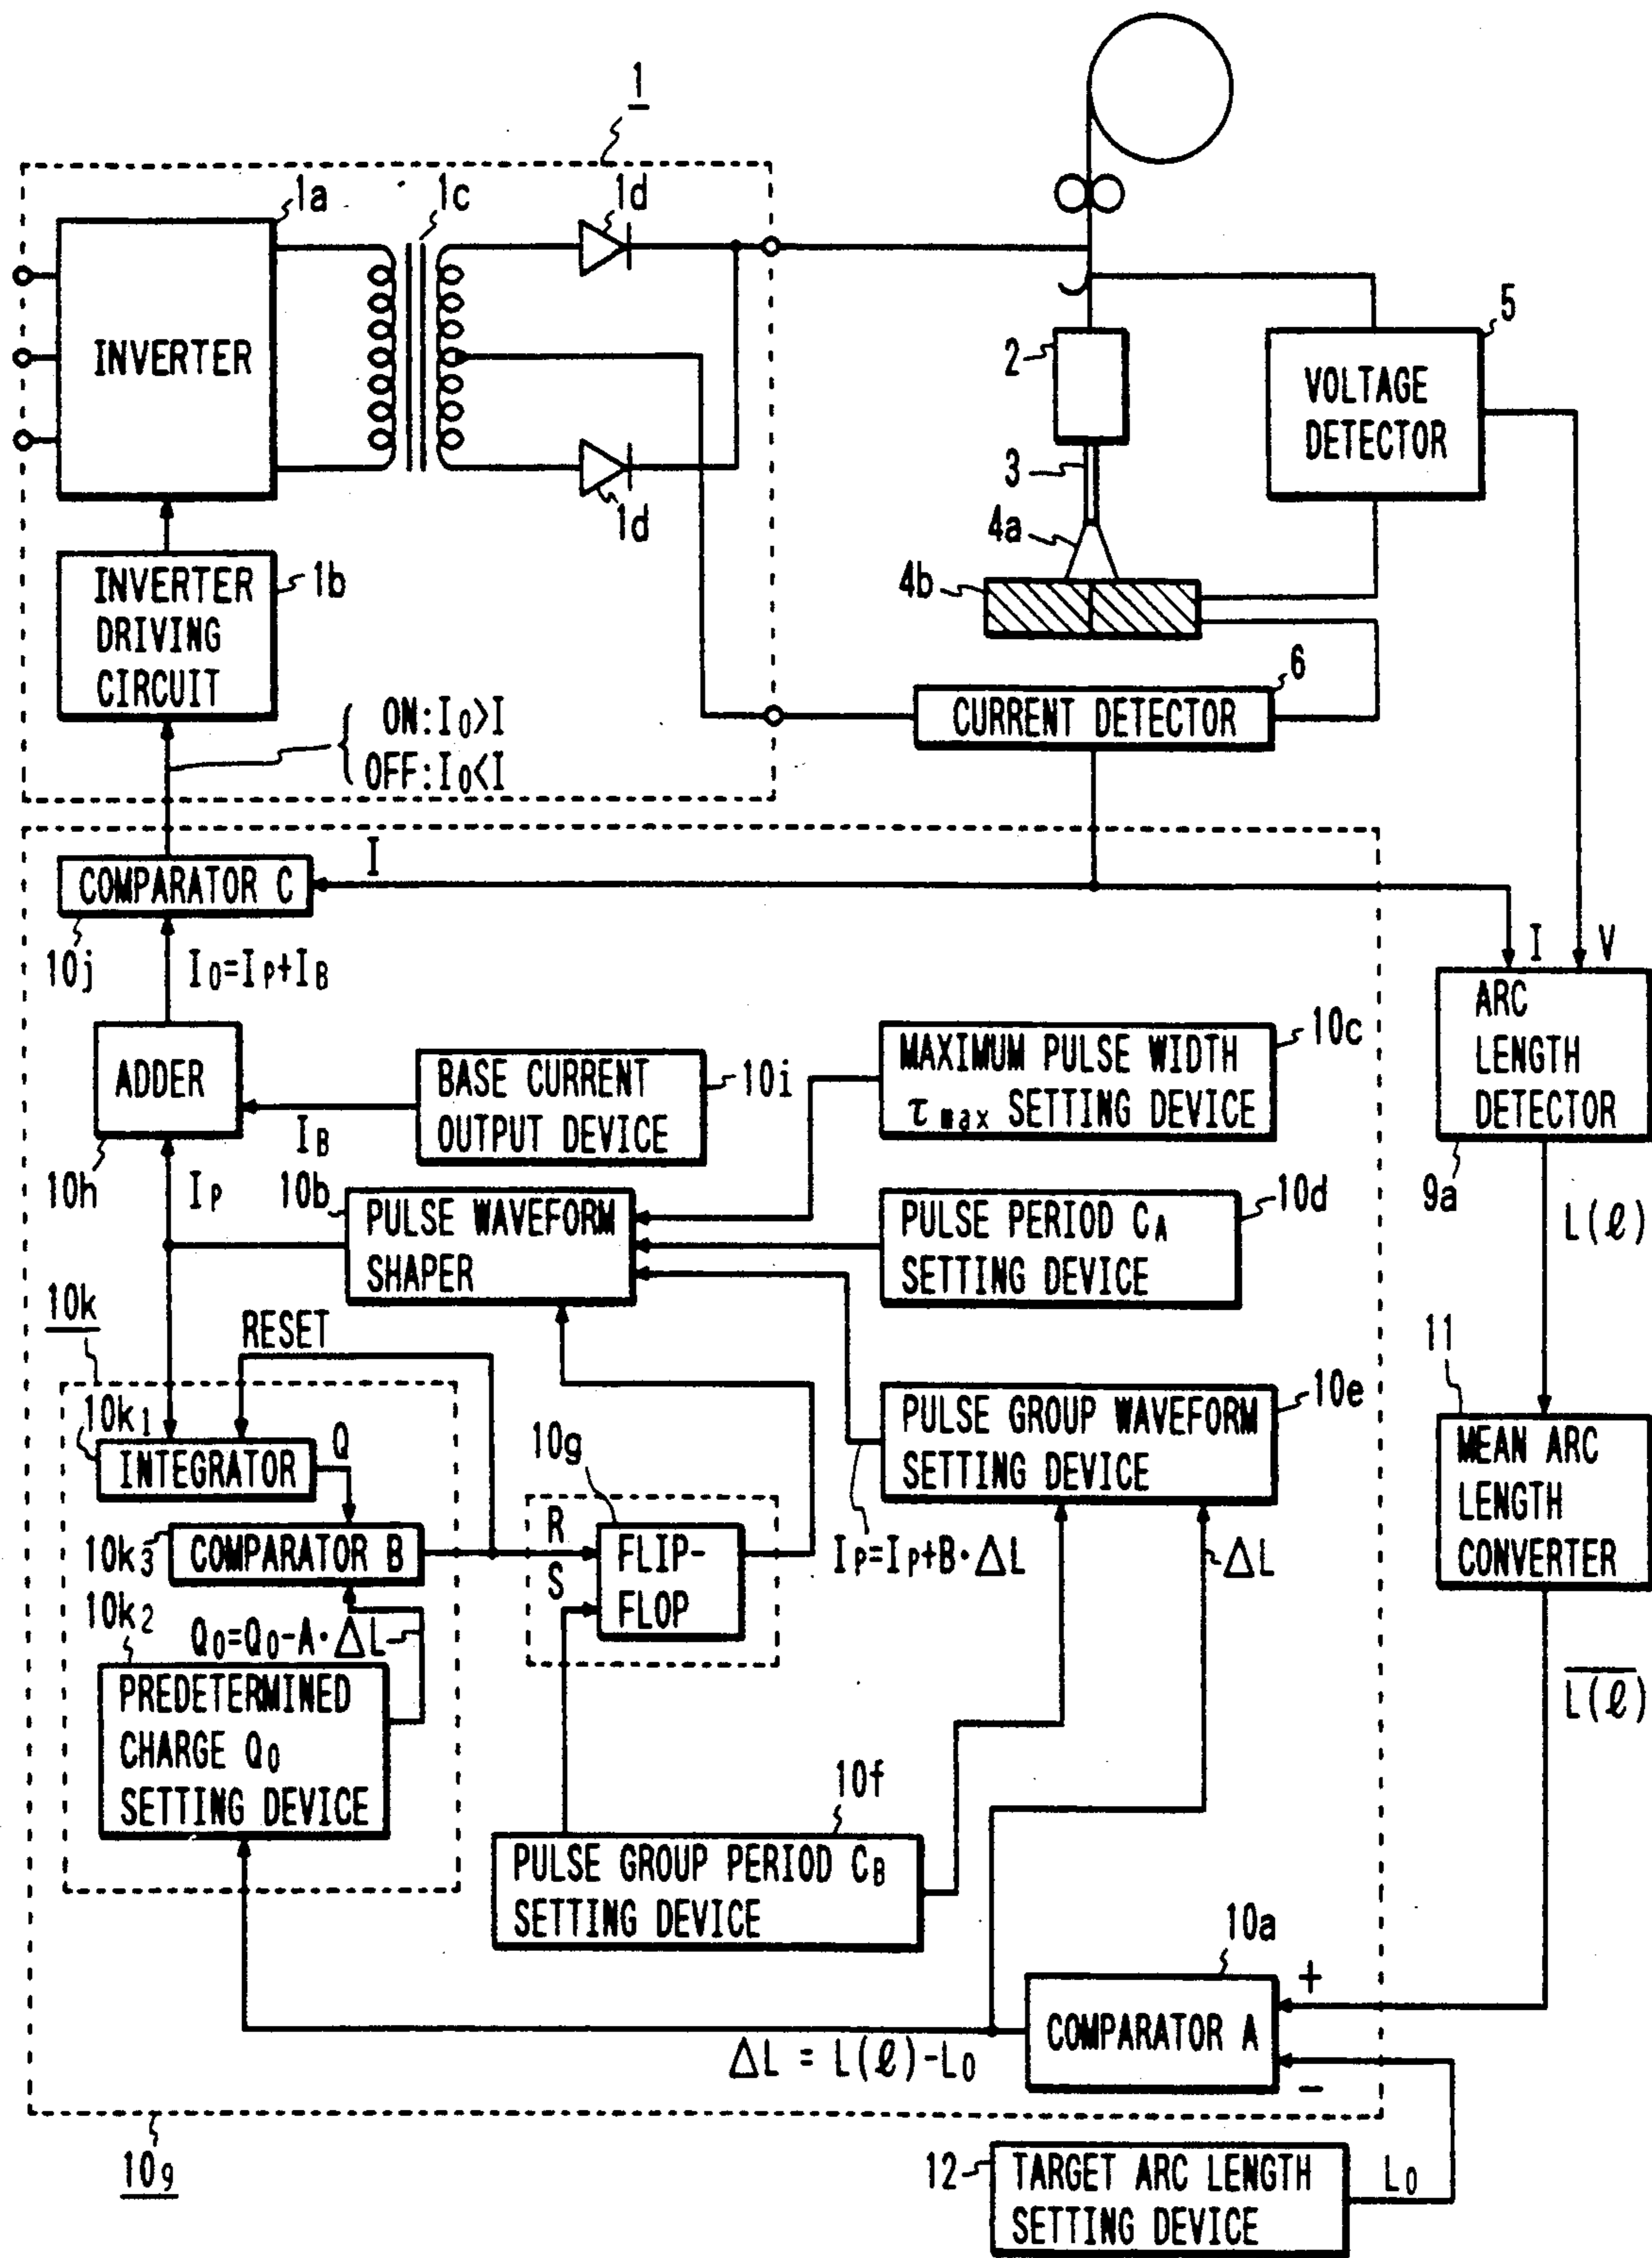 1
1a
1c
1d
INVERTER
1d
INVERTER
DRIVING
CIRCUIT
1b
ON:I0>I
OFF:I0<I
2
3
4a
4b
5
VOLTAGE
DETECTOR
6
CURRENT DETECTOR
COMPARATOR C
I
10j
I0=IP+IB
I
V
ARC
LENGTH
DETECTOR
9a
L(ℓ)
ADDER
10h
IP
BASE CURRENT
OUTPUT DEVICE
10i
IB
MAXIMUM PULSE WIDTH
τmax SETTING DEVICE
10c
10b
PULSE WAVEFORM
SHAPER
PULSE PERIOD CA
SETTING DEVICE
10d
10k
RESET
10k1
INTEGRATOR
Q
10k3
COMPARATOR B
10k2
Q0=Q0-A·ΔL
PREDETERMINED
CHARGE Q0
SETTING DEVICE
10g
R
S
FLIP-
FLOP
PULSE GROUP WAVEFORM
SETTING DEVICE
10e
IP=IP+B·ΔL
ΔL
11
MEAN ARC
LENGTH
CONVERTER
L(ℓ)
10f
PULSE GROUP PERIOD CB
SETTING DEVICE
10a
COMPARATOR A
+
−
ΔL = L(ℓ)-L0
10g
12
TARGET ARC LENGTH
SETTING DEVICE
L0